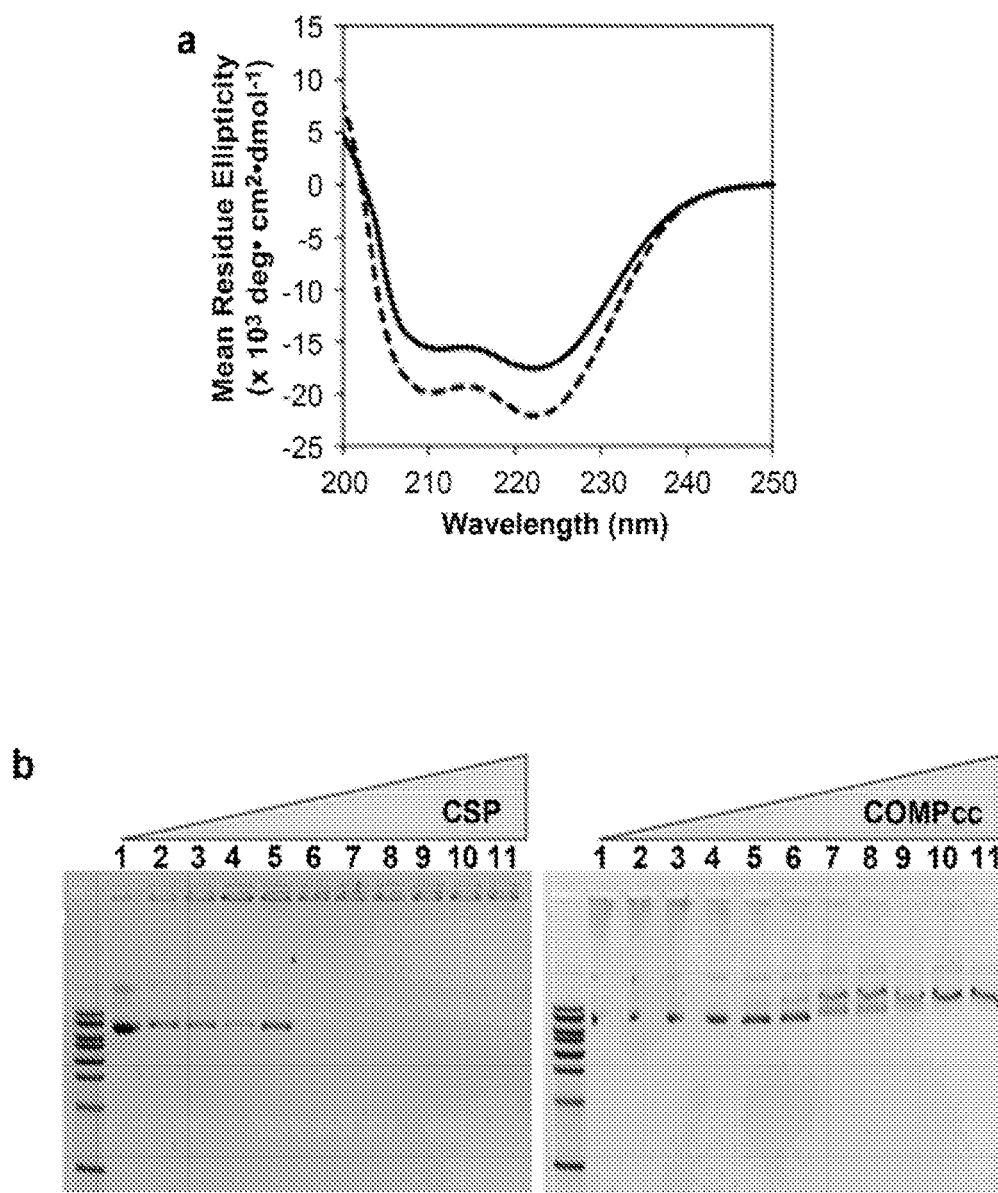 a
Mean Residue Ellipticity
(x 10³ deg• cm²•dmol⁻¹)
15
10
5
0
-5
-10
-15
-20
-25
200 210 220 230 240 250
Wavelength (nm)
b
CSP
1 2 3 4 5 6 7 8 9 10 11
COMPcc
1 2 3 4 5 6 7 8 9 10 11